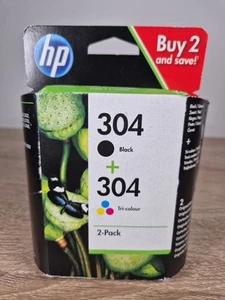 hp
Buy 2
and save!*
304
Black
+
304
Tri-colour
2-Pack